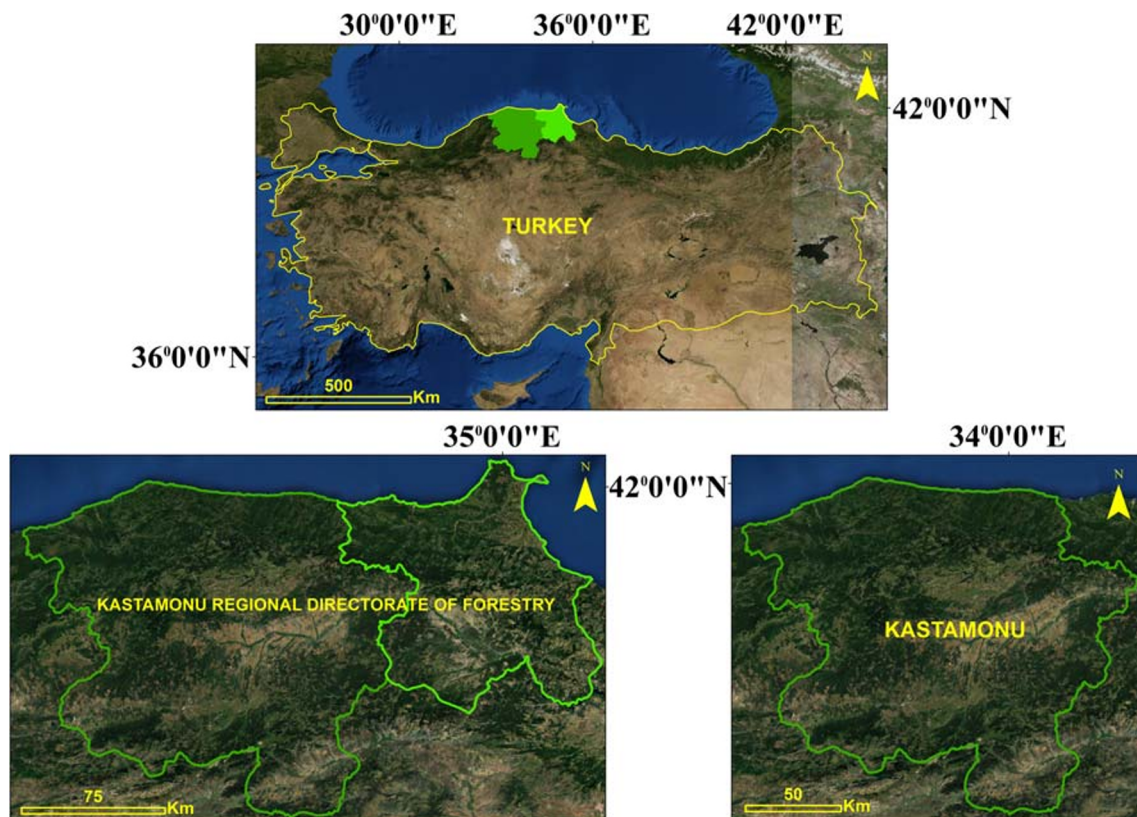 30⁰0'0"E 36⁰0'0"E 42⁰0'0"E
N
42⁰0'0"N
TURKEY
36⁰0'0"N
500
Km
35⁰0'0"E
N
42⁰0'0"N
KASTAMONU REGIONAL DIRECTORATE OF FORESTRY
75
Km
34⁰0'0"E
N
KASTAMONU
50
Km